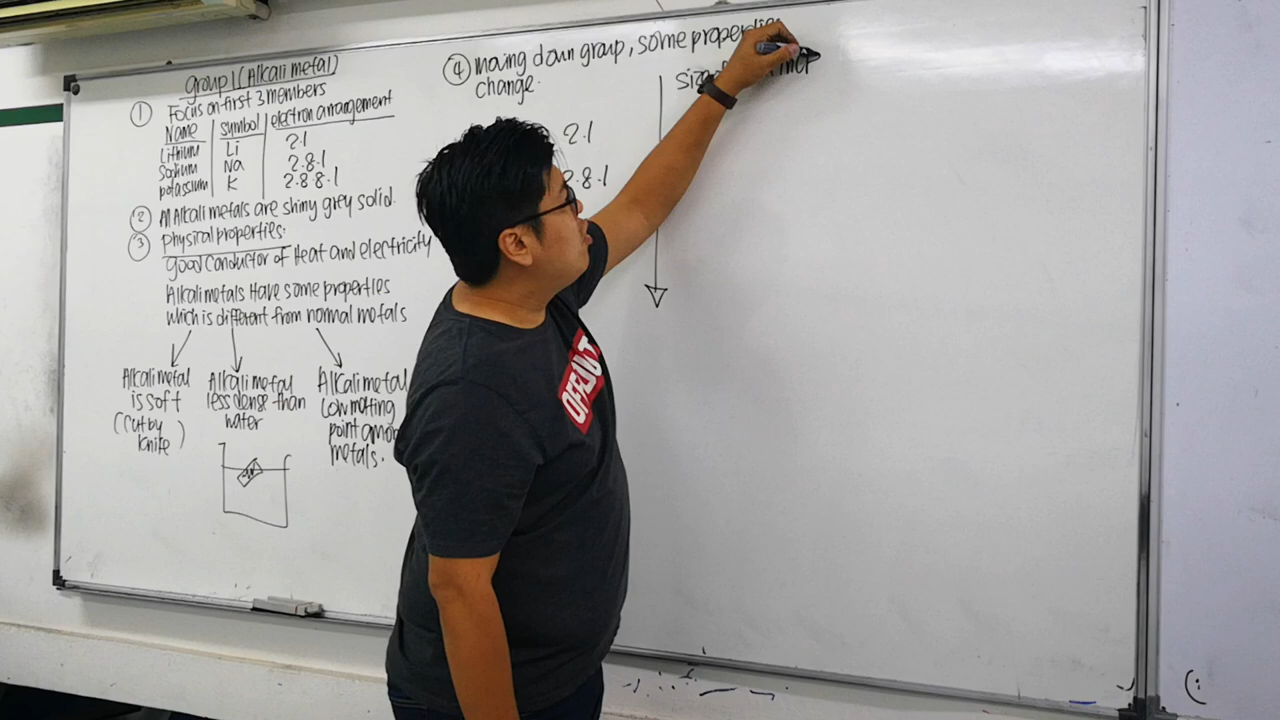 Group 1 (Alkali metal)
① Focus on first 3 members
Name | Symbol | electron arrangement
Lithium | Li | 2.1
Sodium | Na | 2.8.1
potassium | K | 2.8.8.1
② All Alkali metals are shiny grey solid.
③ physical properties:
good conductor of Heat and electricity
Alkali metals Have some properties
which is different from normal metals
Alkali metal
is soft
(cut by
knife)
Alkali metal
less dense than
water
Alkali metal
Low melting
point among
metals.
④ moving down group, some properties
change.
2.1
2.8.1
OFFDUT